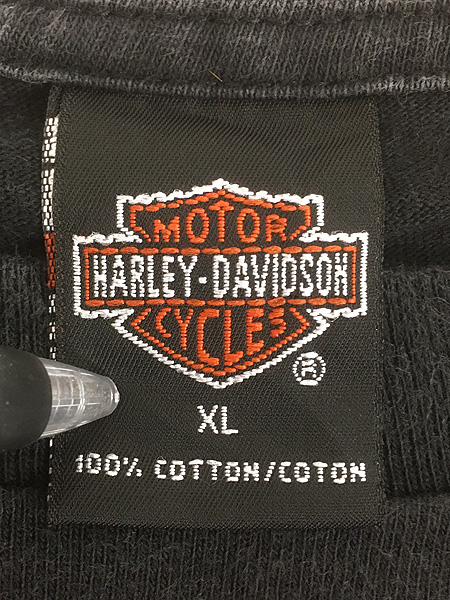 MOTOR
HARLEY-DAVIDSON
CYCLES
®
XL
100% COTTON/COTON